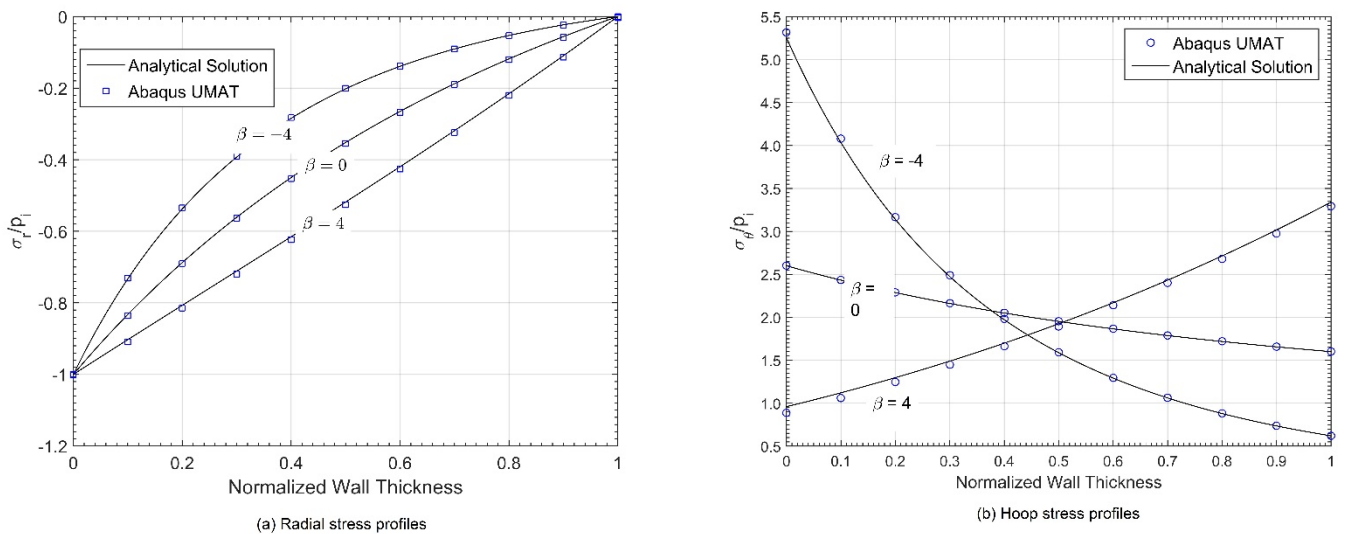 0
-0.2
-0.4
-0.6
-0.8
-1
-1.2
σr/pi
Analytical Solution
Abaqus UMAT
β = −4
β = 0
β = 4
0 0.2 0.4 0.6 0.8 1
Normalized Wall Thickness
(a) Radial stress profiles
5.5
5.0
4.5
4.0
3.5
3.0
2.5
2.0
1.5
1.0
0.5
σθ/pi
Abaqus UMAT
Analytical Solution
β = -4
β =
0
β = 4
0 0.1 0.2 0.3 0.4 0.5 0.6 0.7 0.8 0.9 1
Normalized Wall Thickness
(b) Hoop stress profiles